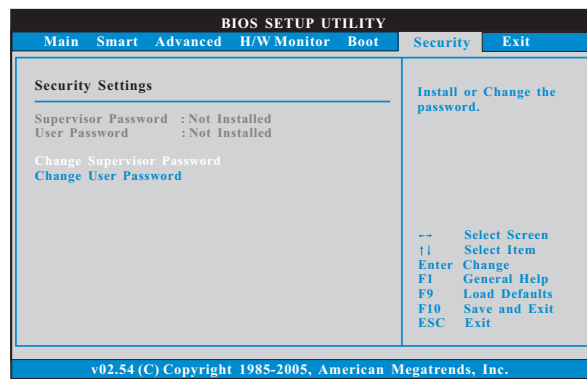 BIOS SETUP UTILITY
Main Smart Advanced H/W Monitor Boot Security Exit
Security Settings
Supervisor Password : Not Installed
User Password : Not Installed
Change Supervisor Password
Change User Password
Install or Change the
password.
←→ Select Screen
↑↓ Select Item
Enter Change
F1 General Help
F9 Load Defaults
F10 Save and Exit
ESC Exit
v02.54 (C) Copyright 1985-2005, American Megatrends, Inc.